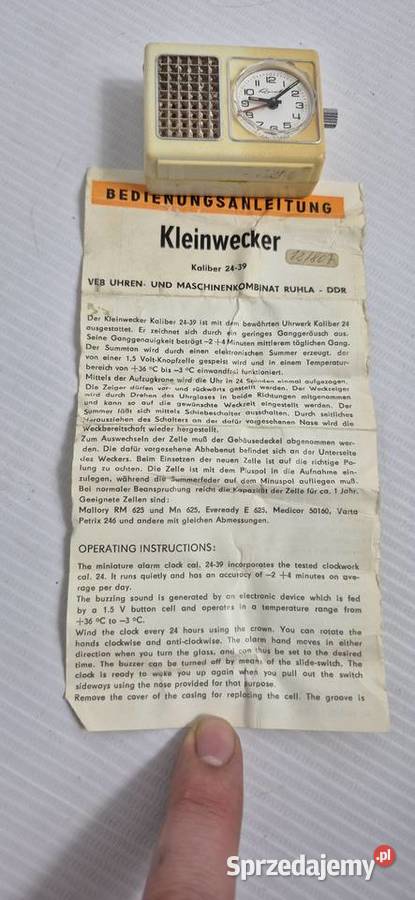 12
BEDIENUNGSANLEITUNG
Kleinwecker
121807
Kaliber 24-39
VEB UHREN- UND MASCHINENKOMBINAT RUHLA - DDR
Der Kleinwecker Kaliber 24-39 ist mit dem bewährten Uhrwerk Kaliber 24
ausgestattet. Er zeichnet sich durch ein geringes Ganggeräusch aus.
Seine Ganggenauigkeit beträgt -2 +4 Minuten mittlerem täglichen Gang.
Der Summton wird durch einen elektronischen Summer erzeugt, der
von einer 1,5 Volt-Knopfzelle gespeist wird und in einem Temperatur-
bereich von +36 °C bis -3 °C einwandfrei funktioniert.
Mittels der Aufzugkrone wird die Uhr in 24 Stunden einmal aufgezogen.
Die Zeiger dürfen vor- und rückwärts gestellt werden. Der Weckzeiger
wird durch Drehen des Uhrglases in beide Richtungen mitgenommen
und kann so auf die gewünschte Weckzeit eingestellt werden. Der
Summer läßt sich mittels Schiebeschalter ausschalten. Durch seitliches
Herausziehen des Schalters an der dafür vorgesehenen Nase wird die
Weckbereitschaft wieder hergestellt.
Zum Auswechseln der Zelle muß der Gehäusedeckel abgenommen wer-
den. Die dafür vorgesehene Abhebenut befindet sich an der Unterseite
des Weckers. Beim Einsetzen der neuen Zelle ist auf die richtige Po-
lung zu achten. Die Zelle ist mit dem Pluspol in die Aufnahme ein-
zulegen, während die Summerfeder auf dem Minuspol aufliegen muß.
Bei normaler Beanspruchung reicht die Kapazität der Zelle für ca. 1 Jahr.
Geeignete Zellen sind:
Mallory RM 625 und Mn 625, Eveready E 625, Medicor 50160, Varta
Petrix 246 und andere mit gleichen Abmessungen.
OPERATING INSTRUCTIONS:
The miniature alarm clock cal. 24-39 incorporates the tested clockwork
cal. 24. It runs quietly and has an accuracy of -2 +4 minutes on ave-
rage per day.
The buzzing sound is generated by an electronic device which is fed
by a 1.5 V button cell and operates in a temperature range from
+36 °C to -3 °C.
Wind the clock every 24 hours using the crown. You can rotate the
hands clockwise and anti-clockwise. The alarm hand moves in either
direction when you turn the glass, and can thus be set to the desired
time. The buzzer can be turned off by means of the slide-switch. The
clock is ready to wake you up again when you pull out the switch
sideways using the nose provided for that purpose.
Remove the cover of the casing for replacing the cell. The groove is
Sprzedajemy.pl